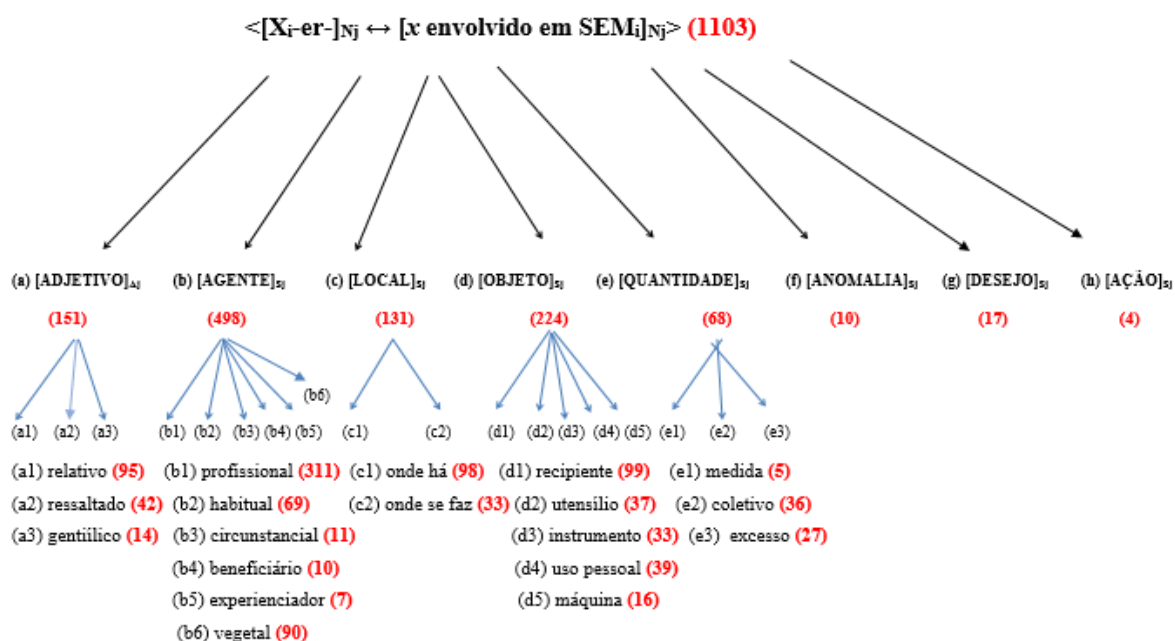 <[Xi-er-]Nj ↔ [x envolvido em SEMi]Nj> (1103)
(a) [ADJETIVO]Aj (b) [AGENTE]Sj (c) [LOCAL]Sj (d) [OBJETO]Sj (e) [QUANTIDADE]Sj (f) [ANOMALIA]Sj (g) [DESEJO]Sj (h) [AÇÃO]Sj
(151) (498) (131) (224) (68) (10) (17) (4)
(b6)
(a1) (a2) (a3) (b1) (b2) (b3) (b4) (b5) (c1) (c2) (d1) (d2) (d3) (d4) (d5) (e1) (e2) (e3)
(a1) relativo (95) (b1) profissional (311) (c1) onde há (98) (d1) recipiente (99) (e1) medida (5)
(a2) ressaltado (42) (b2) habitual (69) (c2) onde se faz (33) (d2) utensílio (37) (e2) coletivo (36)
(a3) gentiílico (14) (b3) circunstancial (11) (d3) instrumento (33) (e3) excesso (27)
(b4) beneficiário (10) (d4) uso pessoal (39)
(b5) experienciador (7) (d5) máquina (16)
(b6) vegetal (90)